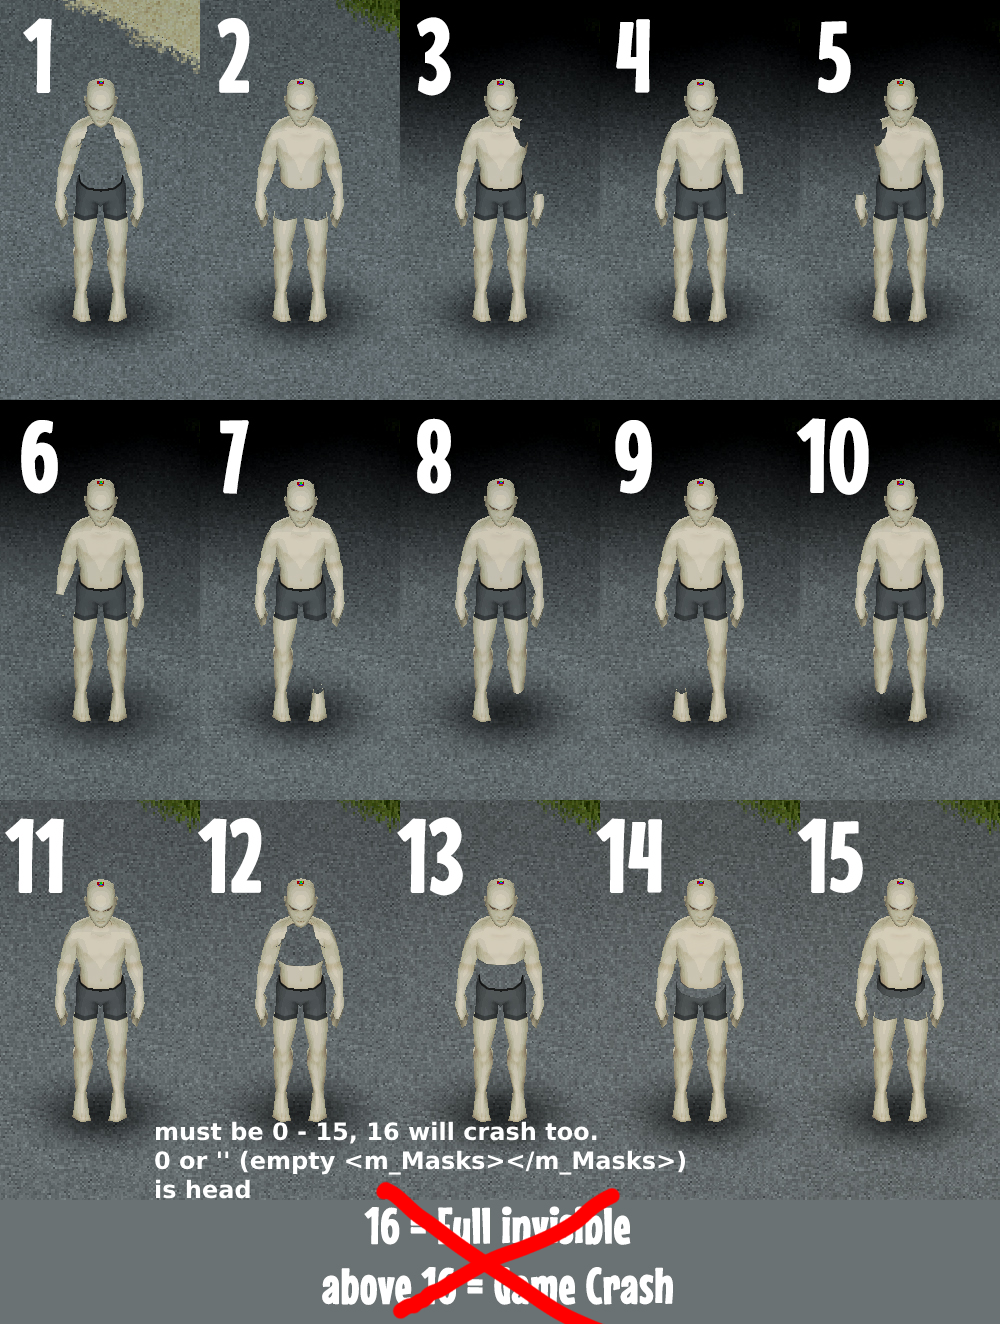 1 2 3 4 5
6 7 8 9 10
11 12 13 14 15
must be 0 - 15, 16 will crash too.
0 or '' (empty <m_Masks></m_Masks>)
is head
16 = Full invisible
above 16 = Game Crash